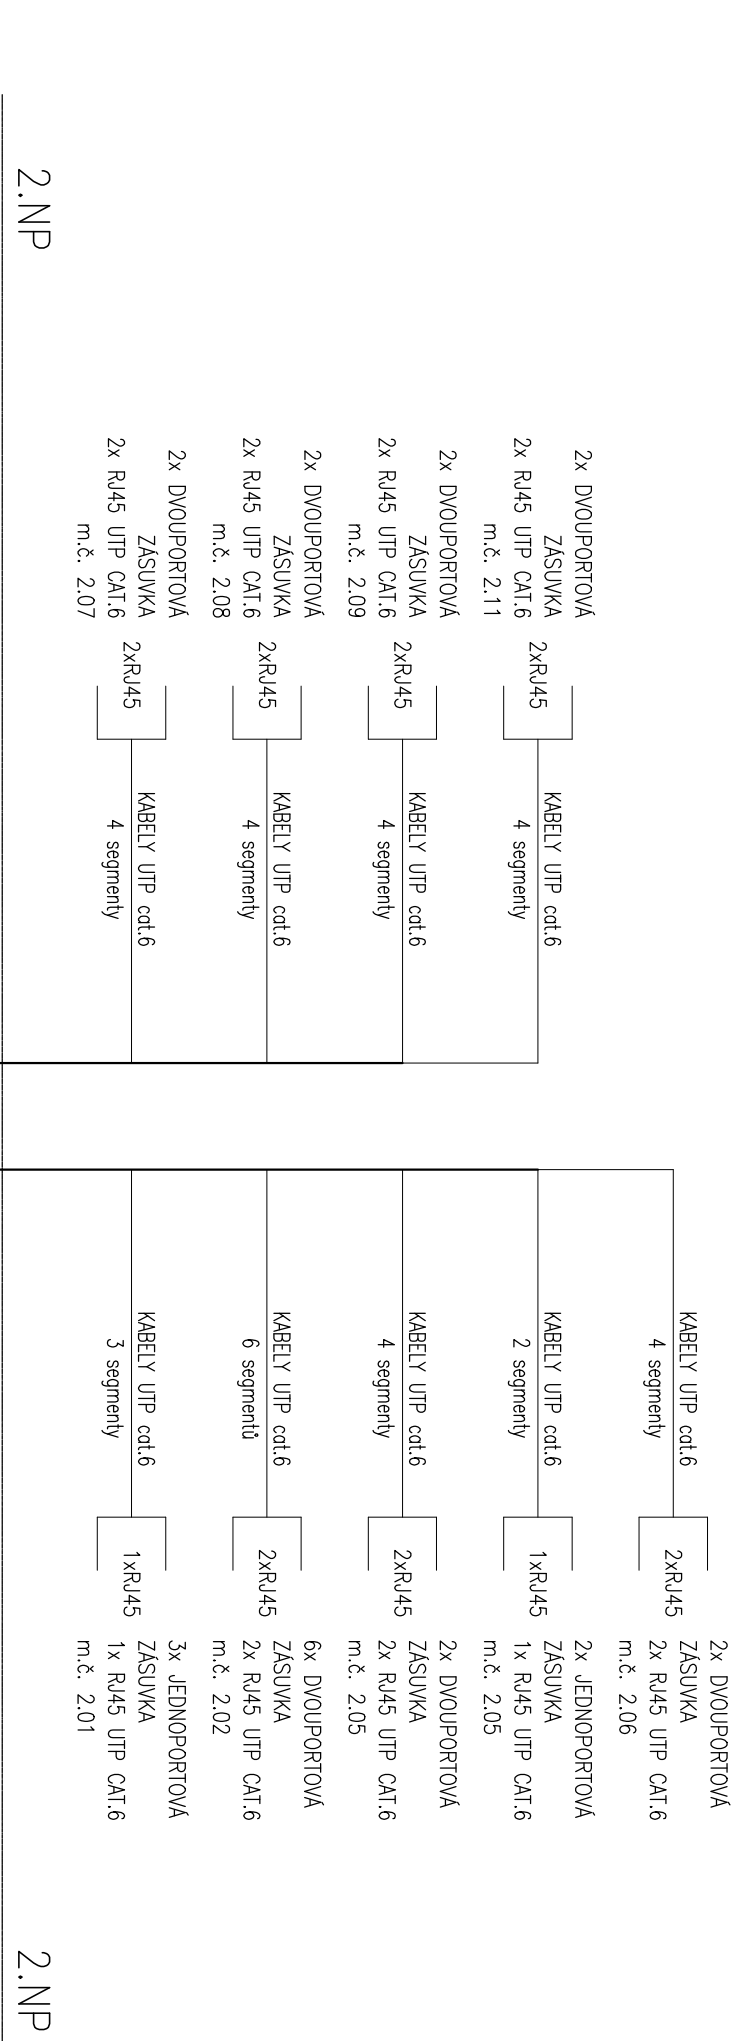 2x DVOUPORTOVÁ
ZÁSUVKA
2x RJ45 UTP CAT.6
m.č. 2.06
2xRJ45
KABELY UTP cat.6
4 segmenty
2x DVOUPORTOVÁ
ZÁSUVKA
2x RJ45 UTP CAT.6
m.č. 2.11
2xRJ45
KABELY UTP cat.6
4 segmenty
KABELY UTP cat.6
2 segmenty
1xRJ45
2x JEDNOPORTOVÁ
ZÁSUVKA
1x RJ45 UTP CAT.6
m.č. 2.05
2x DVOUPORTOVÁ
ZÁSUVKA
2x RJ45 UTP CAT.6
m.č. 2.09
2xRJ45
KABELY UTP cat.6
4 segmenty
KABELY UTP cat.6
4 segmenty
2xRJ45
2x DVOUPORTOVÁ
ZÁSUVKA
2x RJ45 UTP CAT.6
m.č. 2.05
2x DVOUPORTOVÁ
ZÁSUVKA
2x RJ45 UTP CAT.6
m.č. 2.08
2xRJ45
KABELY UTP cat.6
4 segmenty
KABELY UTP cat.6
6 segmentů
2xRJ45
6x DVOUPORTOVÁ
ZÁSUVKA
2x RJ45 UTP CAT.6
m.č. 2.02
2x DVOUPORTOVÁ
ZÁSUVKA
2x RJ45 UTP CAT.6
m.č. 2.07
2xRJ45
KABELY UTP cat.6
4 segmenty
KABELY UTP cat.6
3 segmenty
1xRJ45
3x JEDNOPORTOVÁ
ZÁSUVKA
1x RJ45 UTP CAT.6
m.č. 2.01
2.NP
2.NP